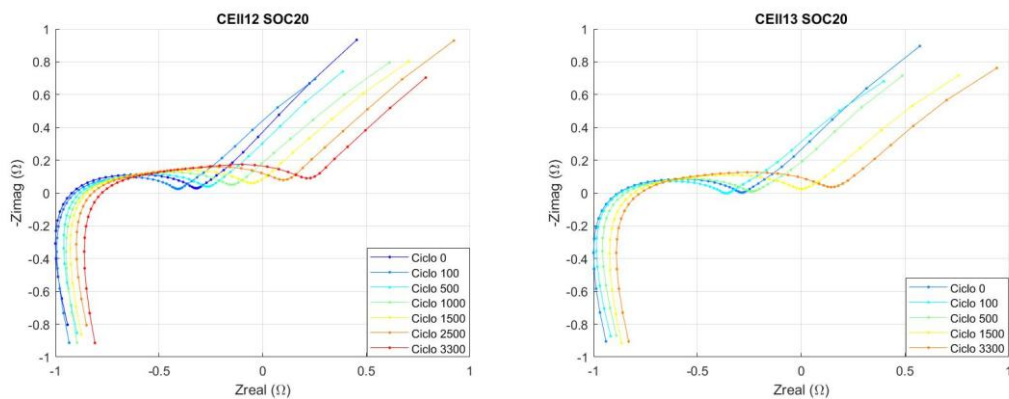 CEll12 SOC20
1
0.8
0.6
0.4
0.2
0
-0.2
-0.4
-0.6
-0.8
-1
-Zimag (Ω)
-1
-0.5
0
0.5
1
Zreal (Ω)
Ciclo 0
Ciclo 100
Ciclo 500
Ciclo 1000
Ciclo 1500
Ciclo 2500
Ciclo 3300
CEll13 SOC20
1
0.8
0.6
0.4
0.2
0
-0.2
-0.4
-0.6
-0.8
-1
-Zimag (Ω)
-1
-0.5
0
0.5
1
Zreal (Ω)
Ciclo 0
Ciclo 100
Ciclo 500
Ciclo 1500
Ciclo 3300